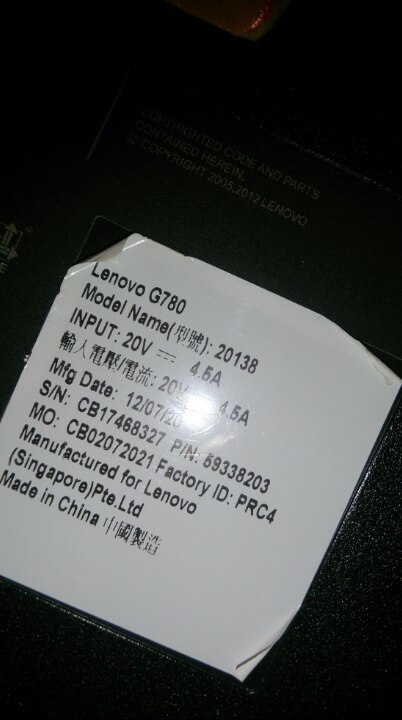 COPYRIGHTED CODE AND PARTS
CONTAINED HEREIN.
© COPYRIGHT 2005,2012 LENOVO
Lenovo G780
Model Name(型號): 20138
INPUT: 20V ⎓ 4.5A
輸入電壓/電流: 20V 4.5A
Mfg Date: 12/07/20
S/N: CB17468327 P/N: 59338203
MO: CB02072021 Factory ID: PRC4
Manufactured for Lenovo
(Singapore)Pte.Ltd
Made in China 中國製造